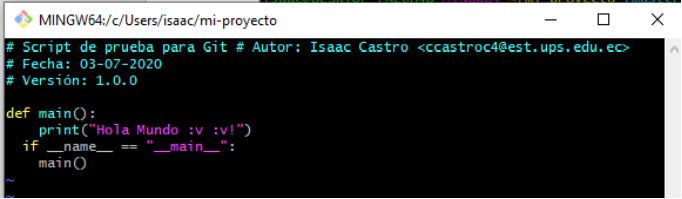 MINGW64:/c/Users/isaac/mi-proyecto
# Script de prueba para Git # Autor: Isaac Castro <ccastroc4@est.ups.edu.ec>
# Fecha: 03-07-2020
# Versión: 1.0.0
def main():
    print("Hola Mundo :v :v!")
  if __name__ == "__main__":
    main()
~
~